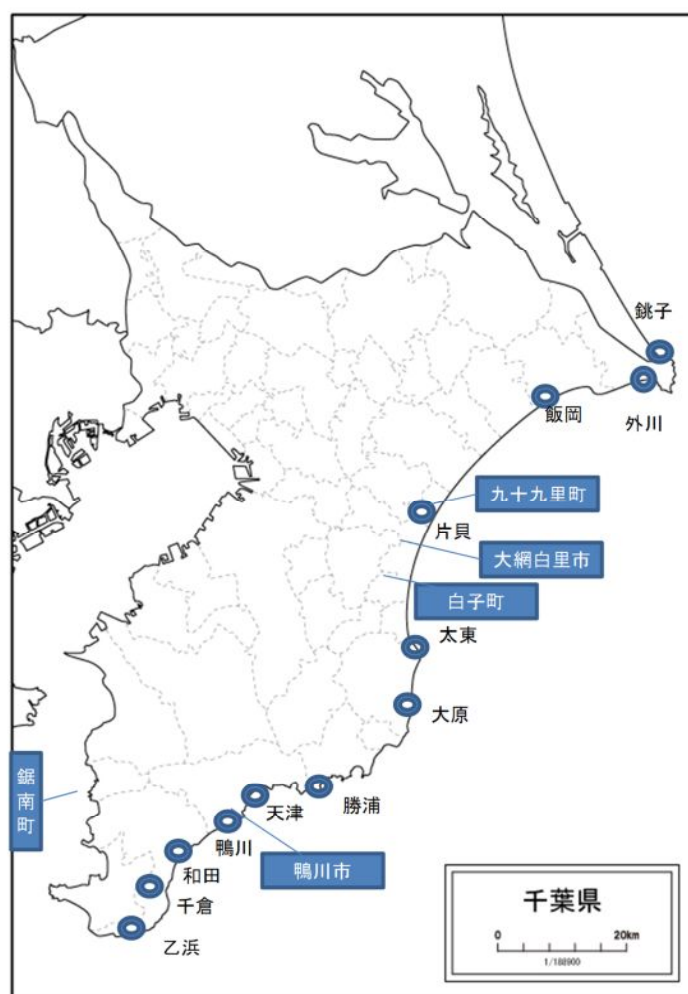 銚子
外川
飯岡
九十九里町
片貝
大網白里市
白子町
太東
大原
鋸南町
勝浦
天津
鴨川
鴨川市
和田
千倉
乙浜
千葉県
0 20km
1/188900